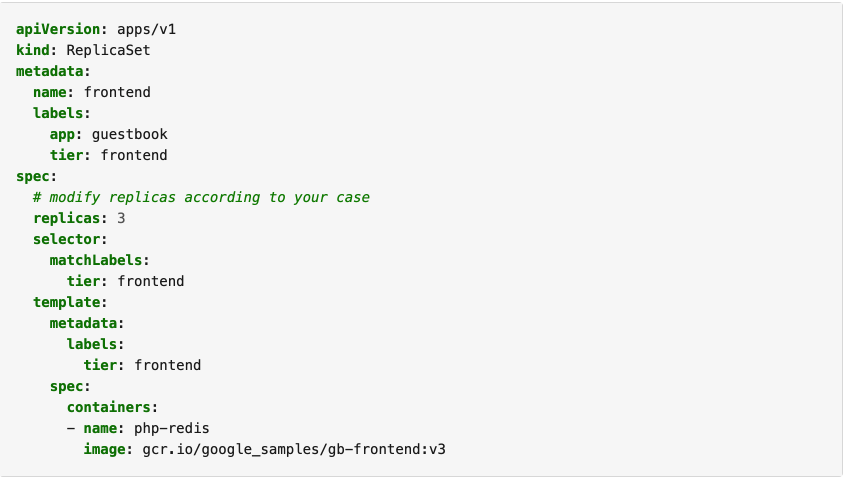 apiVersion: apps/v1
kind: ReplicaSet
metadata:
  name: frontend
  labels:
    app: guestbook
    tier: frontend
spec:
  # modify replicas according to your case
  replicas: 3
  selector:
    matchLabels:
      tier: frontend
  template:
    metadata:
      labels:
        tier: frontend
    spec:
      containers:
      - name: php-redis
        image: gcr.io/google_samples/gb-frontend:v3